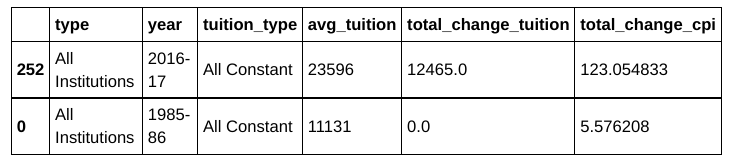 type year tuition_type avg_tuition total_change_tuition total_change_cpi
252 All Institutions 2016-17 All Constant 23596 12465.0 123.054833
0 All Institutions 1985-86 All Constant 11131 0.0 5.576208